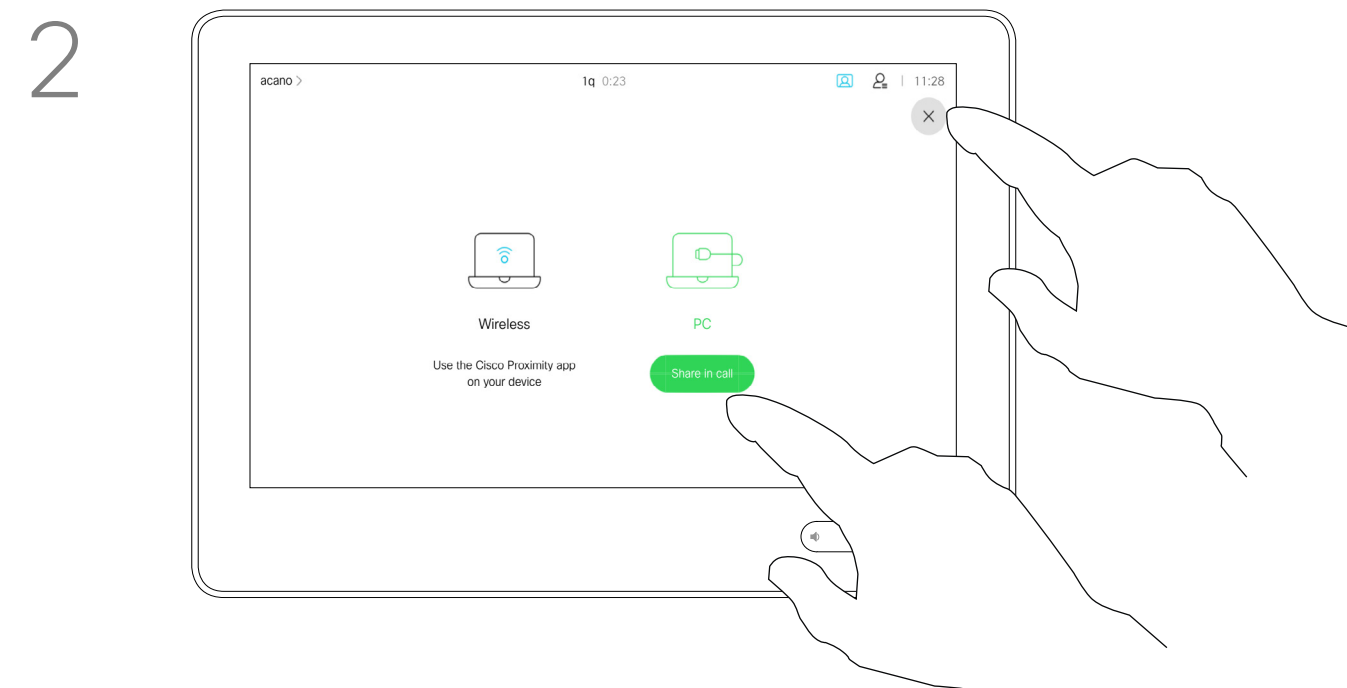 2
acano >
1q 0:23
11:28
Wireless
PC
Use the Cisco Proximity app
on your device
Share in call